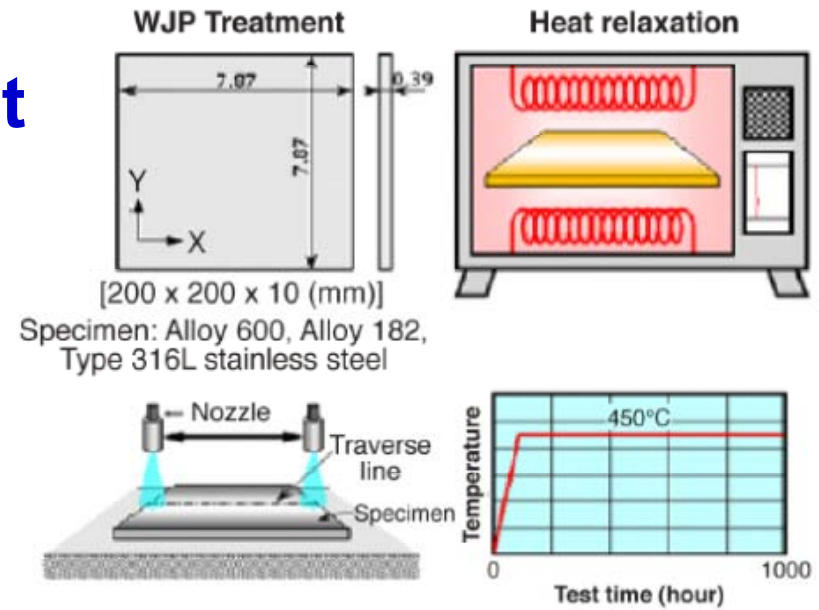 WJP Treatment
Heat relaxation
t
7.87
0.39
7.87
Y
X
[200 x 200 x 10 (mm)]
Specimen: Alloy 600, Alloy 182,
Type 316L stainless steel
Nozzle
Traverse
line
Specimen
Temperature
450°C
0
1000
Test time (hour)